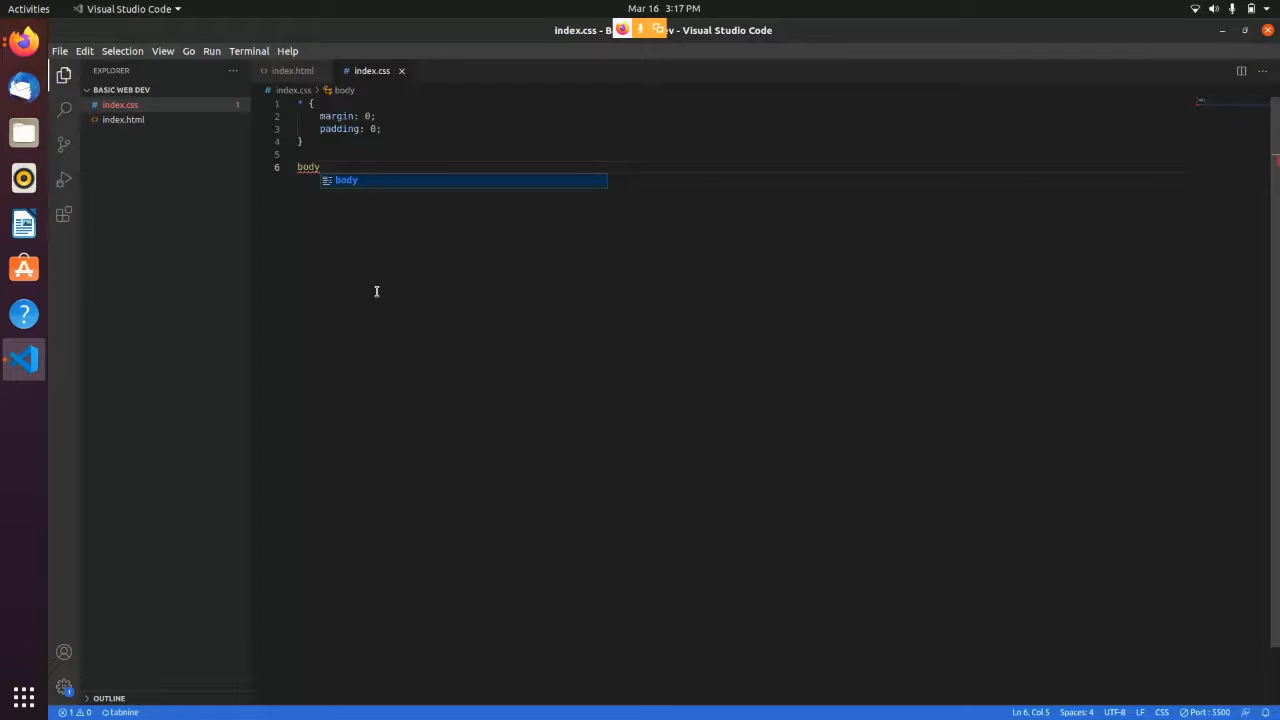 Activities
Visual Studio Code
Mar 16 3:17 PM
index.css - B
ev - Visual Studio Code
File Edit Selection View Go Run Terminal Help
EXPLORER
index.html
# index.css
BASIC WEB DEV
# index.css 1
index.html
# index.css > body
1 * {
2 margin: 0;
3 padding: 0;
4 }
5
6 body
body
OUTLINE
1 0 tabnine
Ln 6, Col 5 Spaces: 4 UTF-8 LF CSS Port : 5500
1